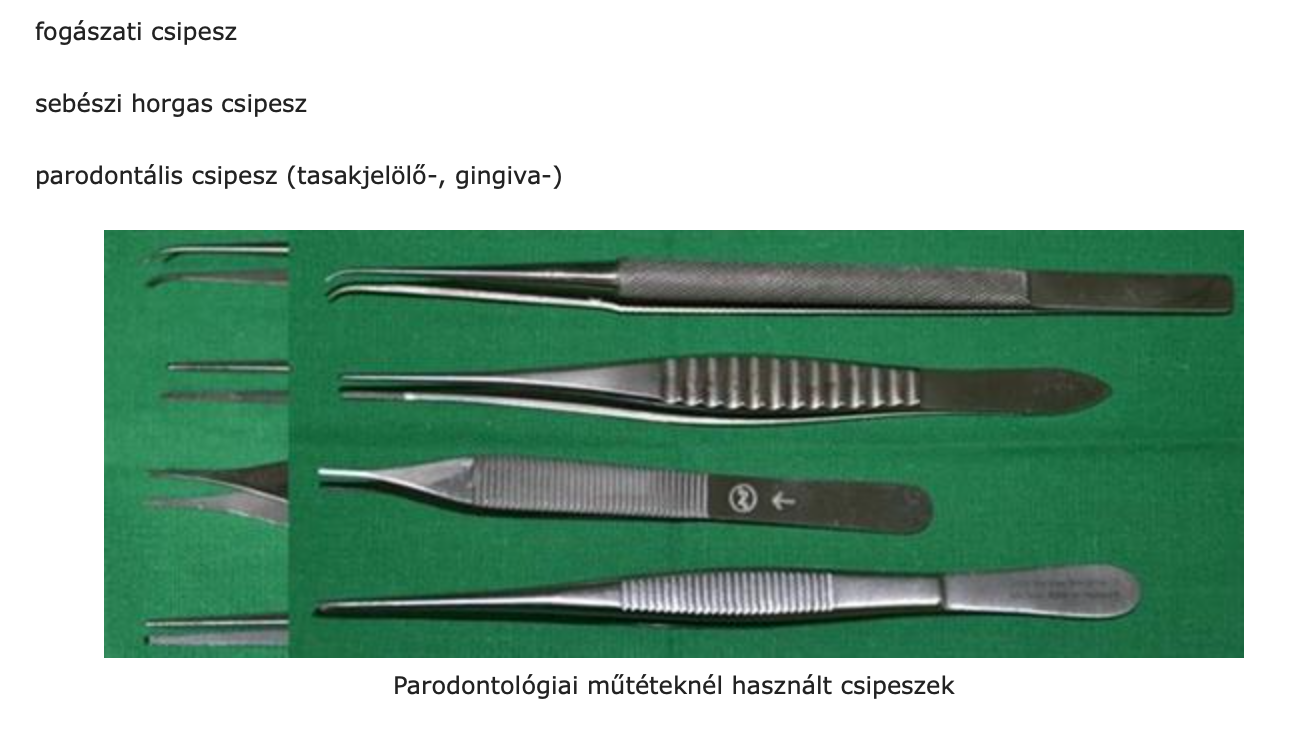 fogászati csipesz
sebészi horgas csipesz
parodontális csipesz (tasakjelölő-, gingiva-)
Parodontológiai műtéteknél használt csipeszek